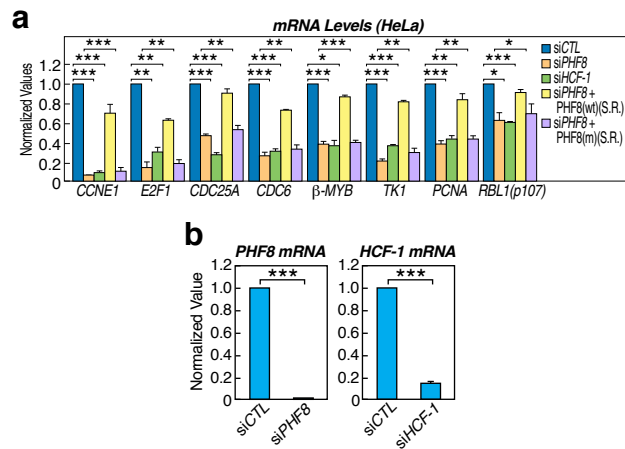 a
mRNA Levels (HeLa)
*** ** ** ** *** ** ** *
*** ** *** *** * *** ** ***
*** ** *** *** *** *** *** *
Normalized Values
1.2
1.0
0.8
0.6
0.4
0.2
0
CCNE1 E2F1 CDC25A CDC6 β-MYB TK1 PCNA RBL1(p107)
siCTL
siPHF8
siHCF-1
siPHF8 +
PHF8(wt)(S.R.)
siPHF8 +
PHF8(m)(S.R.)
b
PHF8 mRNA
Normalized Value
1.2
1.0
0.8
0.6
0.4
0.2
0
***
siCTL siPHF8
HCF-1 mRNA
1.2
1.0
0.8
0.6
0.4
0.2
0
***
siCTL siHCF-1